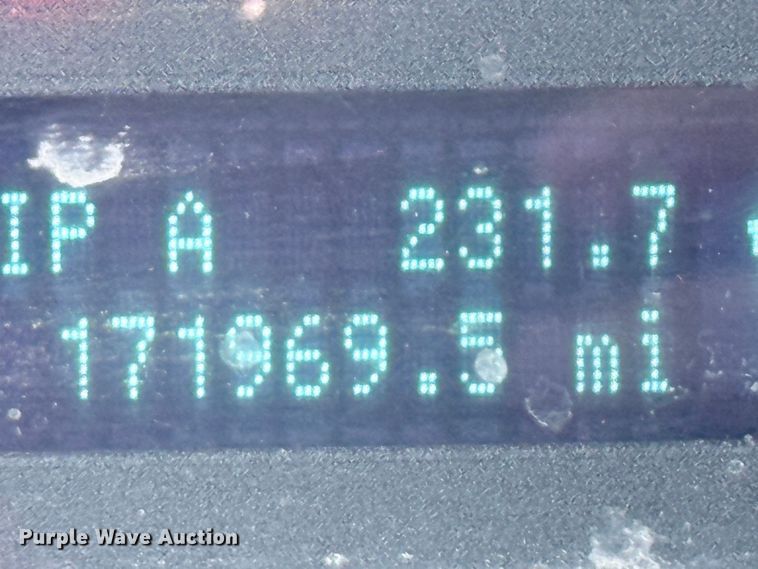 IP A 231.7
171969.5 mi
Purple Wave Auction